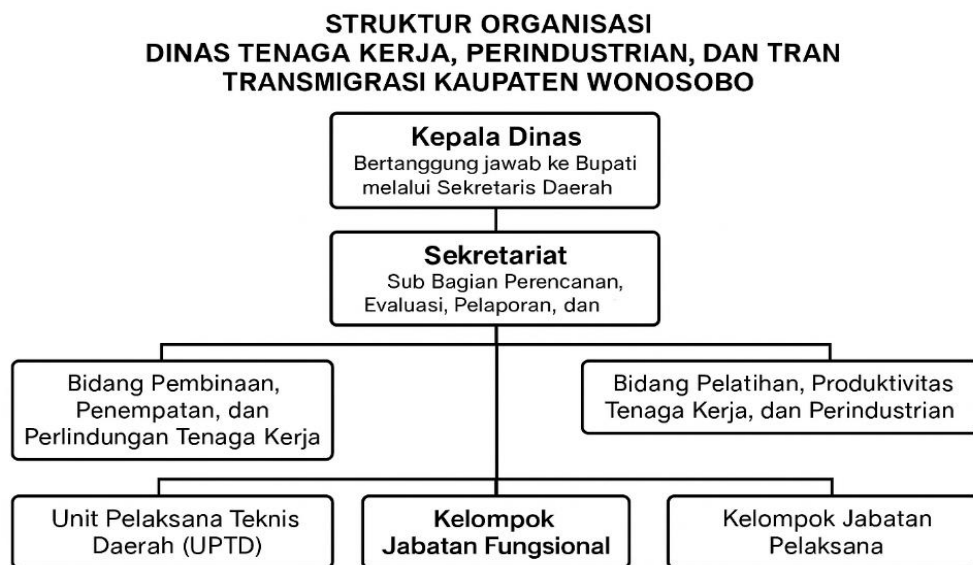 STRUKTUR ORGANISASI
DINAS TENAGA KERJA, PERINDUSTRIAN, DAN TRAN
TRANSMIGRASI KAUPATEN WONOSOBO
Kepala Dinas
Bertanggung jawab ke Bupati
melalui Sekretaris Daerah
Sekretariat
Sub Bagian Perencanan,
Evaluasi, Pelaporan, dan
Bidang Pembinaan,
Penempatan, dan
Perlindungan Tenaga Kerja
Bidang Pelatihan, Produktivitas
Tenaga Kerja, dan Perindustrian
Unit Pelaksana Teknis
Daerah (UPTD)
Kelompok
Jabatan Fungsional
Kelompok Jabatan
Pelaksana